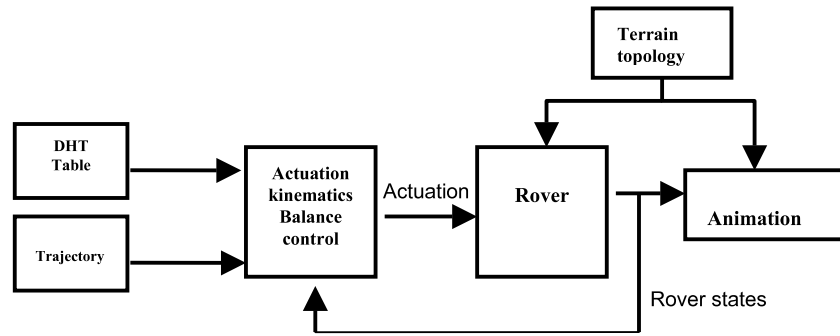 Terrain
topology
DHT
Table
Actuation
kinematics
Balance
control
Actuation
Rover
Animation
Trajectory
Rover states